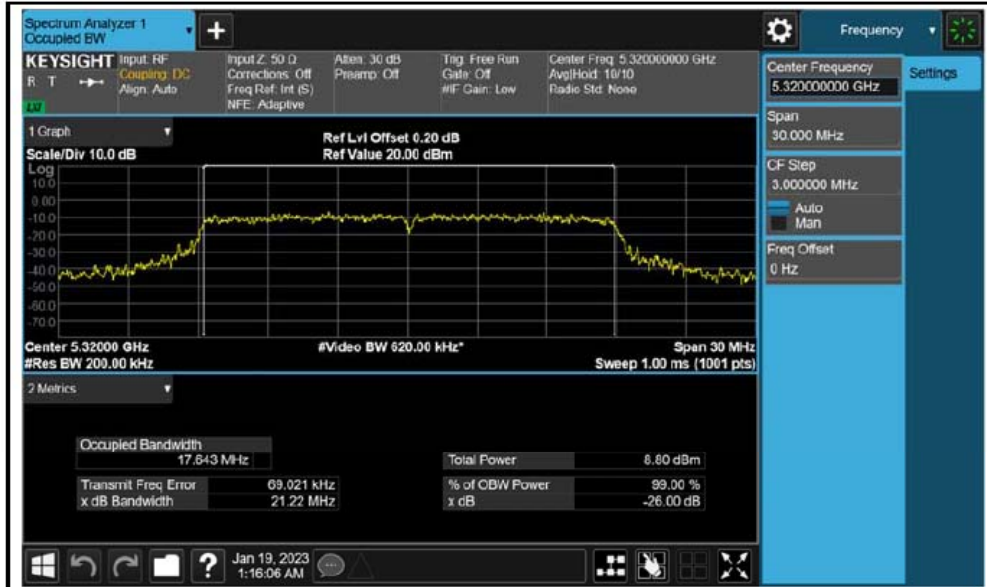 Spectrum Analyzer 1
Occupied BW
+
Frequency
KEYSIGHT
R T
LXI
Input: RF
Coupling: DC
Align: Auto
Input Z: 50 Ω
Corrections: Off
Freq Ref: Int (S)
NFE: Adaptive
Atten: 30 dB
Preamp: Off
Trig: Free Run
Gate: Off
#IF Gain: Low
Center Freq: 5.320000000 GHz
Avg|Hold: 10/10
Radio Std: None
Center Frequency
5.320000000 GHz
Settings
Span
30.000 MHz
CF Step
3.000000 MHz
Auto
Man
Freq Offset
0 Hz
1 Graph
Scale/Div 10.0 dB
Ref Lvl Offset 0.20 dB
Ref Value 20.00 dBm
Log
10.0
0.00
-10.0
-20.0
-30.0
-40.0
-50.0
-60.0
-70.0
Center 5.32000 GHz
#Video BW 620.00 kHz*
Span 30 MHz
#Res BW 200.00 kHz
Sweep 1.00 ms (1001 pts)
2 Metrics
Occupied Bandwidth
17.643 MHz
Total Power 8.80 dBm
Transmit Freq Error 69.021 kHz
% of OBW Power 99.00 %
x dB Bandwidth 21.22 MHz
x dB -26.00 dB
?
Jan 19, 2023
1:16:06 AM